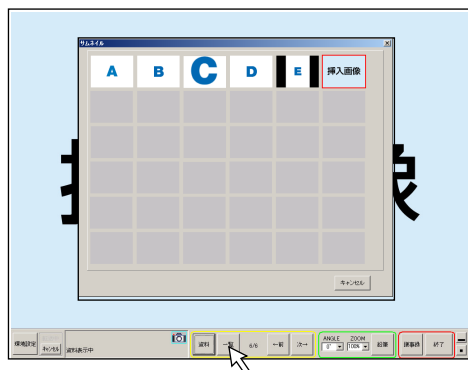 サムネイル
A B C D E 挿入画像
キャンセル
環境設定
キャンセル
資料表示中
資料
一覧
6/6
←前
次→
ANGLE ZOOM
0° 100%
鉛筆
議事録
終了